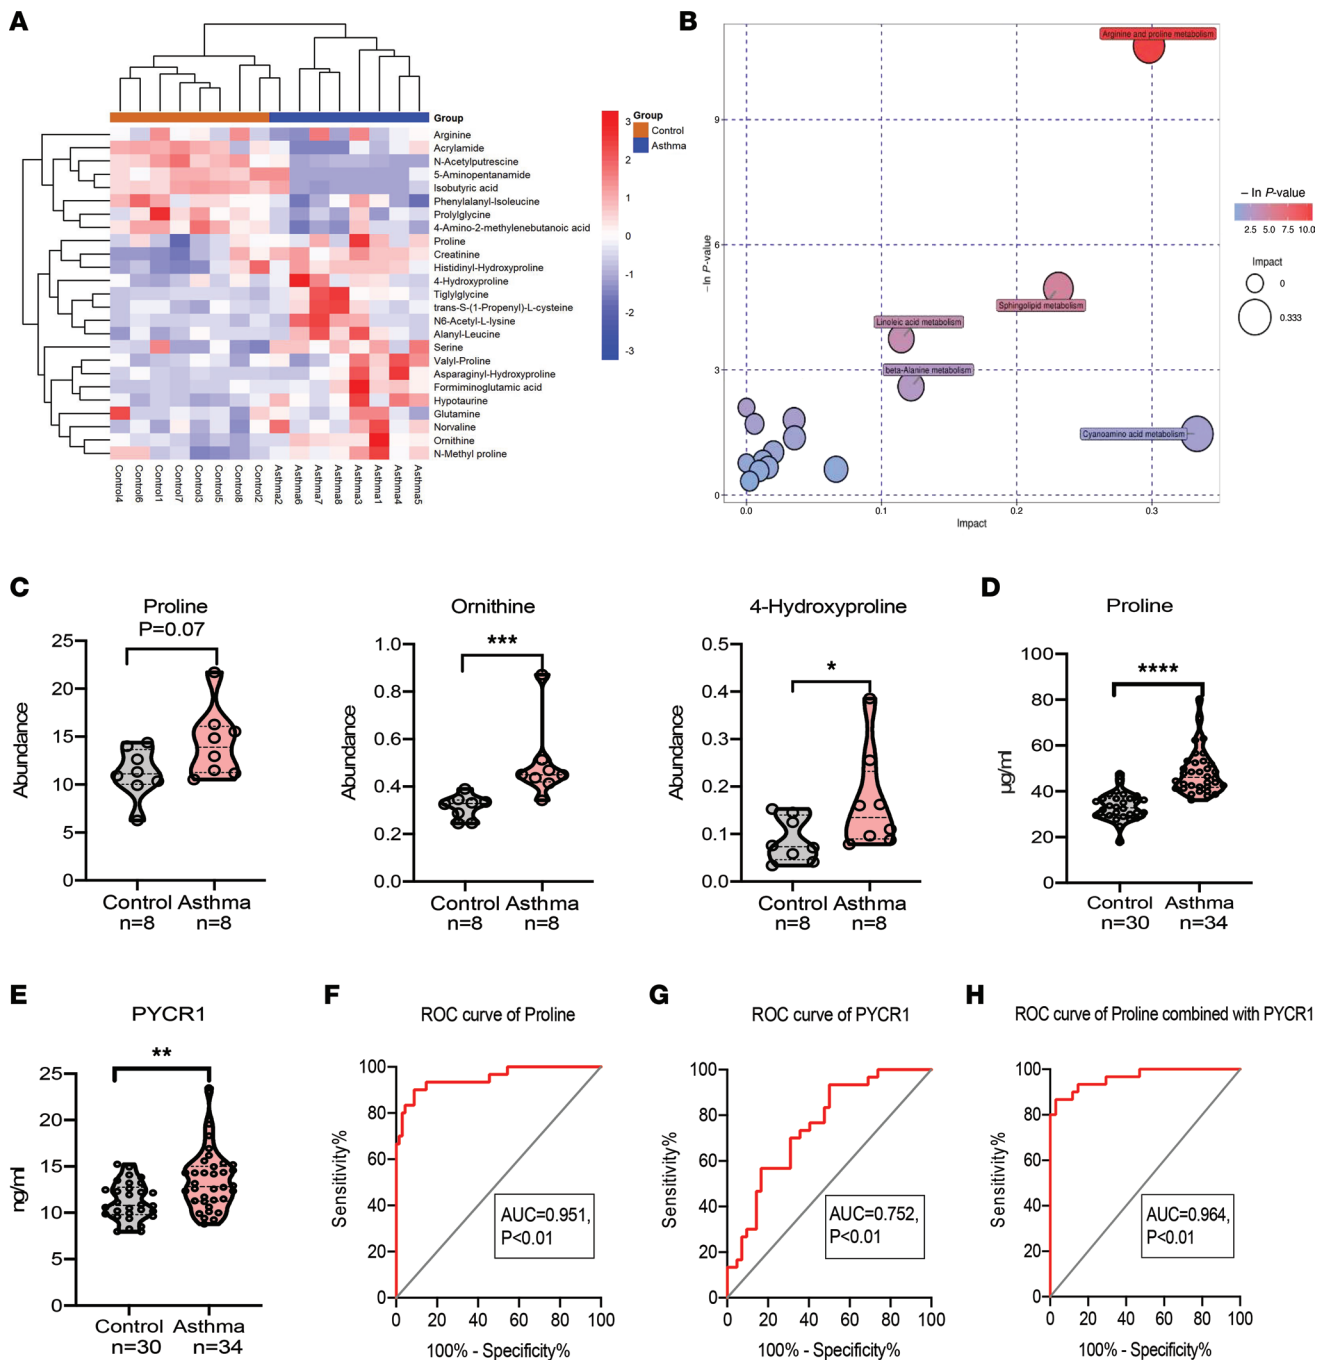 A
Group
Arginine
Acrylamide
N-Acetylputrescine
5-Aminopentanamide
Isobutyric acid
Phenylalanyl-Isoleucine
Prolylglycine
4-Amino-2-methylenebutanoic acid
Proline
Creatinine
Histidinyl-Hydroxyproline
4-Hydroxyproline
Tiglylglycine
trans-S-(1-Propenyl)-L-cysteine
N6-Acetyl-L-lysine
Alanyl-Leucine
Serine
Valyl-Proline
Asparaginyl-Hydroxyproline
Formiminoglutamic acid
Hypotaurine
Glutamine
Norvaline
Ornithine
N-Methyl proline
Control4
Control6
Control1
Control7
Control3
Control5
Control8
Control2
Asthma2
Asthma6
Asthma7
Asthma8
Asthma3
Asthma1
Asthma4
Asthma5
3
2
1
0
-1
-2
-3
Group
Control
Asthma
B
Arginine and proline metabolism
Sphingolipid metabolism
Linoleic acid metabolism
beta-Alanine metabolism
Cyanoamino acid metabolism
9
6
3
0
− ln P-value
0.0 0.1 0.2 0.3
Impact
− ln P-value
2.5 5.0 7.5 10.0
Impact
0
0.333
C
Proline
P=0.07
25
20
15
10
5
0
Abundance
Control Asthma
n=8 n=8
Ornithine
***
1.0
0.8
0.6
0.4
0.2
0.0
Abundance
Control Asthma
n=8 n=8
4-Hydroxyproline
*
0.5
0.4
0.3
0.2
0.1
0.0
Abundance
Control Asthma
n=8 n=8
D
Proline
****
100
80
60
40
20
0
µg/ml
Control Asthma
n=30 n=34
E
PYCR1
**
25
20
15
10
5
0
ng/ml
Control Asthma
n=30 n=34
F
ROC curve of Proline
100
80
60
40
20
0
Sensitivity%
AUC=0.951,
P<0.01
0 20 40 60 80 100
100% - Specificity%
G
ROC curve of PYCR1
100
80
60
40
20
0
Sensitivity%
AUC=0.752,
P<0.01
0 20 40 60 80 100
100% - Specificity%
H
ROC curve of Proline combined with PYCR1
100
80
60
40
20
0
Sensitivity%
AUC=0.964,
P<0.01
0 20 40 60 80 100
100% - Specificity%